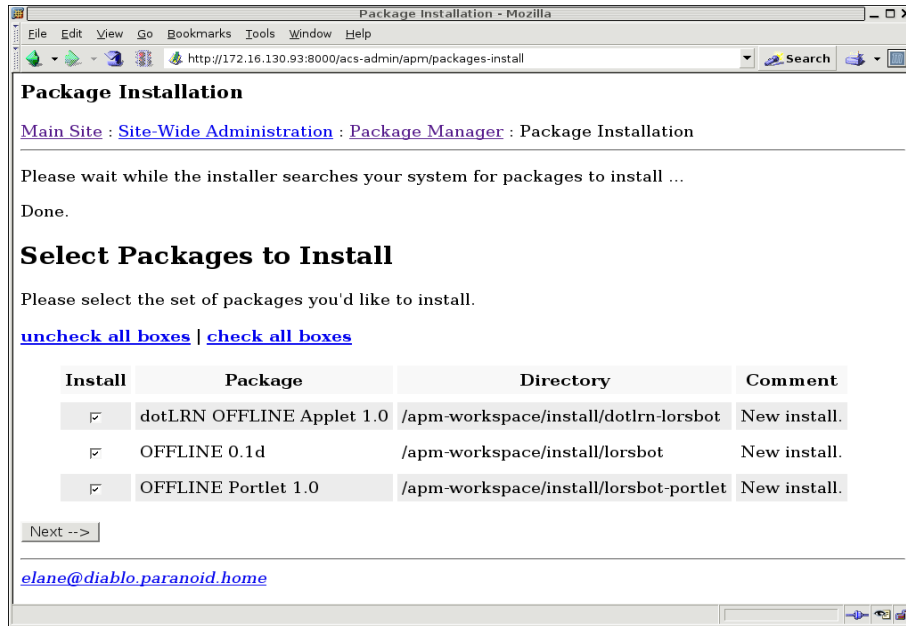 Package Installation - Mozilla
File Edit View Go Bookmarks Tools Window Help
http://172.16.130.93:8000/acs-admin/apm/packages-install Search
Package Installation
Main Site : Site-Wide Administration : Package Manager : Package Installation
Please wait while the installer searches your system for packages to install ...
Done.
Select Packages to Install
Please select the set of packages you'd like to install.
uncheck all boxes | check all boxes
Install Package Directory Comment
dotLRN OFFLINE Applet 1.0 /apm-workspace/install/dotlrn-lorsbot New install.
OFFLINE 0.1d /apm-workspace/install/lorsbot New install.
OFFLINE Portlet 1.0 /apm-workspace/install/lorsbot-portlet New install.
Next -->
elane@diablo.paranoid.home